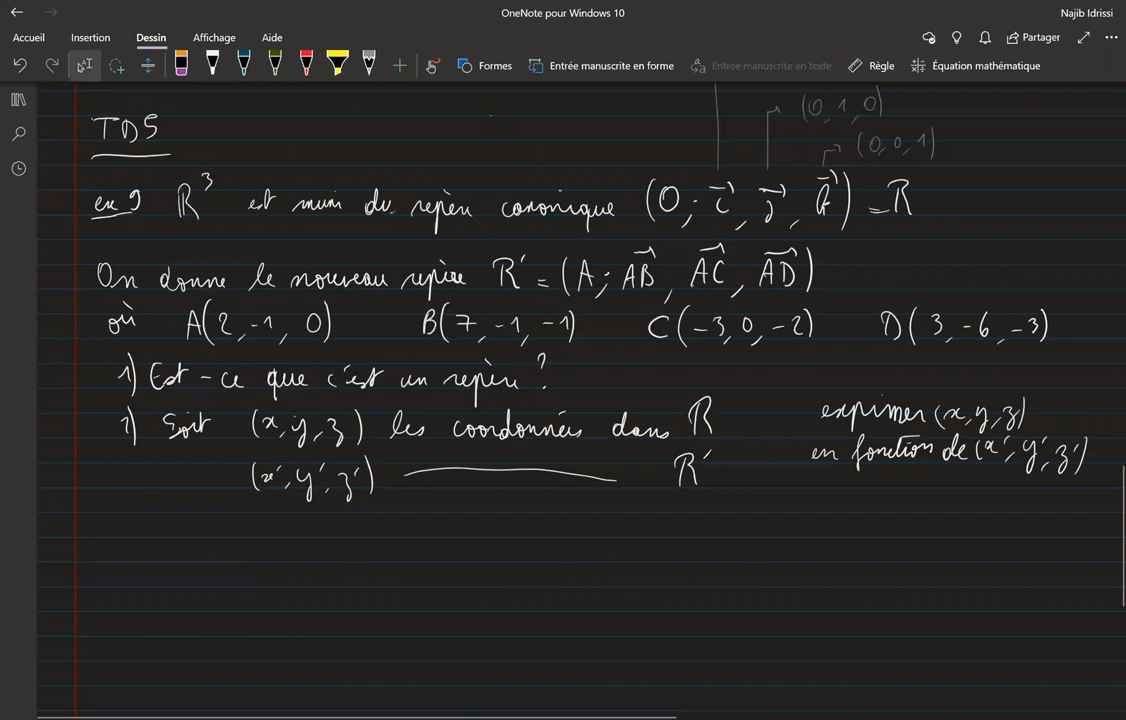 OneNote pour Windows 10
Najib Idrissi
Accueil Insertion Dessin Affichage Aide
Partager
Formes Entrée manuscrite en forme Entrée manuscrite en texte Règle Équation mathématique
(0, 1, 0)
(0, 0, 1)
TD5
ex 9 R³ est muni du repère canonique (O; i⃗, j⃗, k⃗) = R
On donne le nouveau repère R' = (A; AB⃗, AC⃗, AD⃗)
où A(2, -1, 0) B(7, -1, -1) C(-3, 0, -2) D(3, -6, -3)
1) Est-ce que c'est un repère ?
2) Soit (x, y, z) les coordonnées dans R exprimer (x, y, z)
en fonction de (x', y', z')
(x', y', z') ——— R'